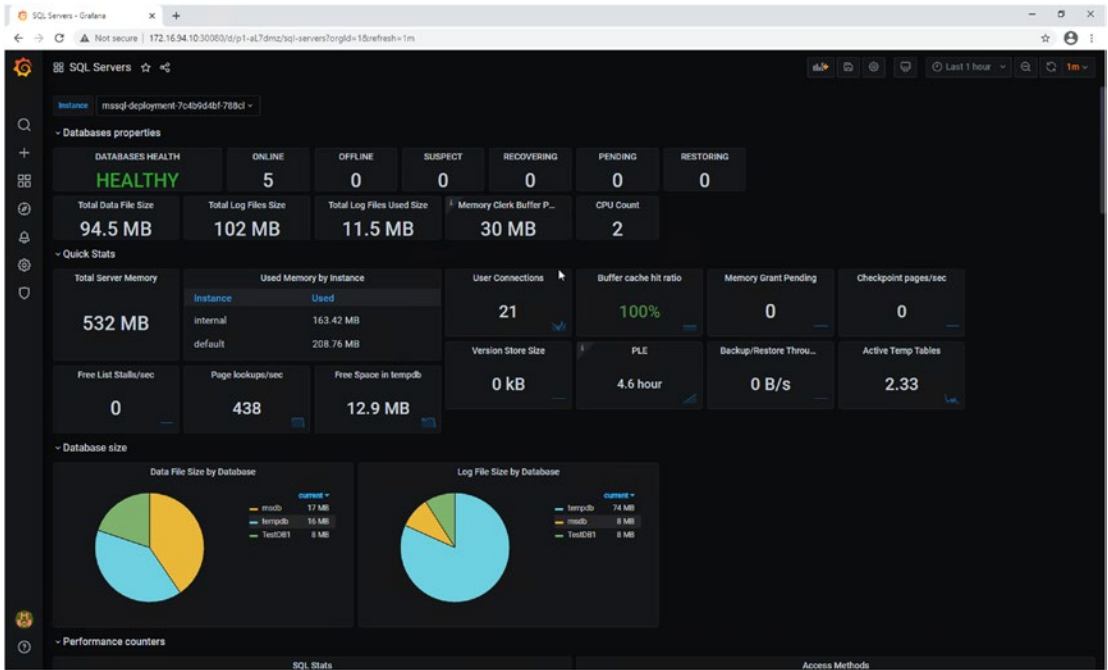 SQL Servers - Grafana
Not secure | 172.16.94.10:30080/d/p1-aL7dmz/sql-servers?orgId=1&refresh=1m
SQL Servers
Last 1 hour
1m
Instance mssql-deployment-7c4b9d4bf-788cl
Databases properties
DATABASES HEALTH ONLINE OFFLINE SUSPECT RECOVERING PENDING RESTORING
HEALTHY 5 0 0 0 0 0
Total Data File Size Total Log Files Size Total Log Files Used Size Memory Clerk Buffer P... CPU Count
94.5 MB 102 MB 11.5 MB 30 MB 2
Quick Stats
Total Server Memory Used Memory by Instance User Connections Buffer cache hit ratio Memory Grant Pending Checkpoint pages/sec
Instance Used
532 MB internal 163.42 MB 21 100% 0 0
default 208.76 MB
Version Store Size PLE Backup/Restore Throu... Active Temp Tables
Free List Stalls/sec Page lookups/sec Free Space in tempdb
0 kB 4.6 hour 0 B/s 2.33
0 438 12.9 MB
Database size
Data File Size by Database Log File Size by Database
current current
msdb 17 MB tempdb 74 MB
tempdb 16 MB msdb 8 MB
TestDB1 8 MB TestDB1 8 MB
Performance counters
SQL Stats Access Methods